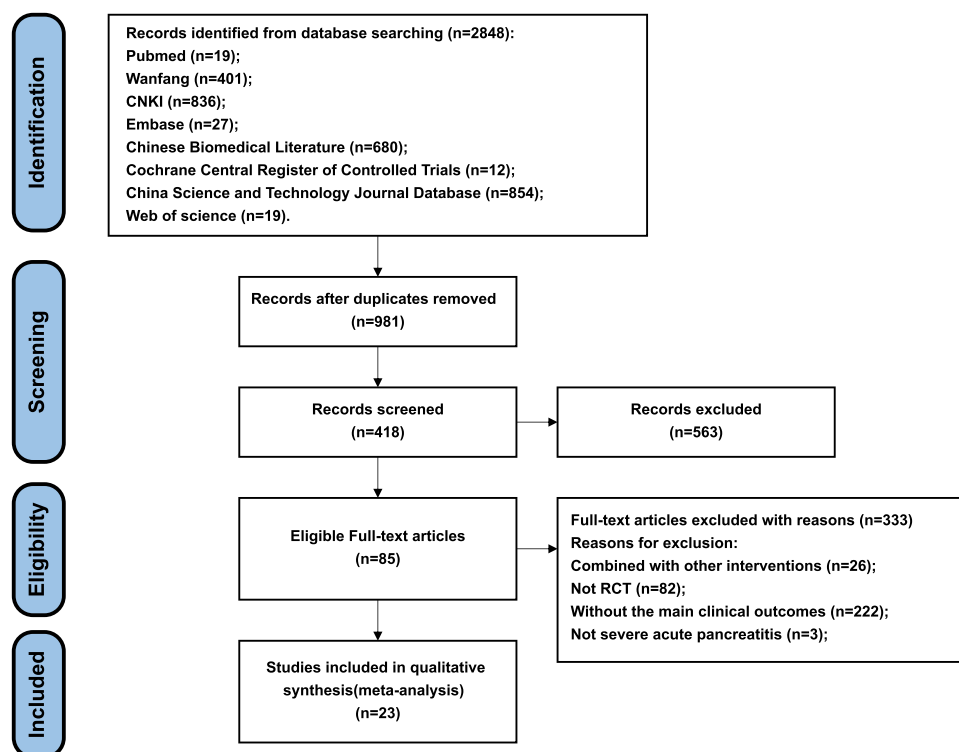 Identification
Records identified from database searching (n=2848):
Pubmed (n=19);
Wanfang (n=401);
CNKI (n=836);
Embase (n=27);
Chinese Biomedical Literature (n=680);
Cochrane Central Register of Controlled Trials (n=12);
China Science and Technology Journal Database (n=854);
Web of science (n=19).
Screening
Records after duplicates removed
(n=981)
Records screened
(n=418)
Records excluded
(n=563)
Eligibility
Eligible Full-text articles
(n=85)
Full-text articles excluded with reasons (n=333)
Reasons for exclusion:
Combined with other interventions (n=26);
Not RCT (n=82);
Without the main clinical outcomes (n=222);
Not severe acute pancreatitis (n=3);
Included
Studies included in qualitative
synthesis(meta-analysis)
(n=23)